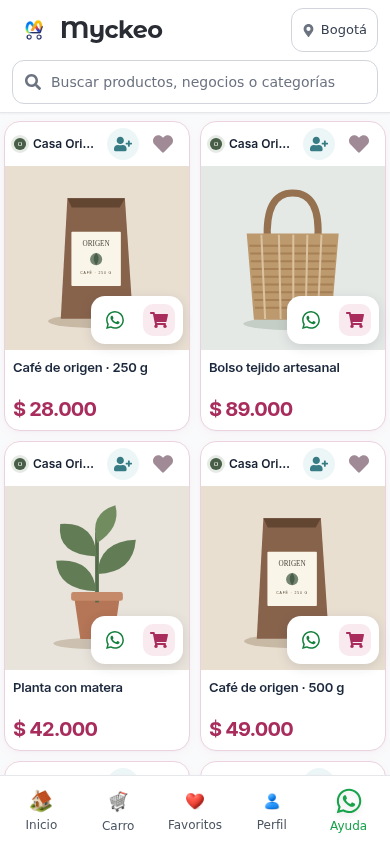 Myckeo
Bogotá
Buscar productos, negocios o categorías
Casa Ori...
Casa Ori...
ORIGEN
CAFÉ · 250 G
Café de origen · 250 g
Bolso tejido artesanal
$ 28.000
$ 89.000
Casa Ori...
Casa Ori...
ORIGEN
CAFÉ · 250 G
Planta con matera
Café de origen · 500 g
$ 42.000
$ 49.000
Inicio
Carro
Favoritos
Perfil
Ayuda